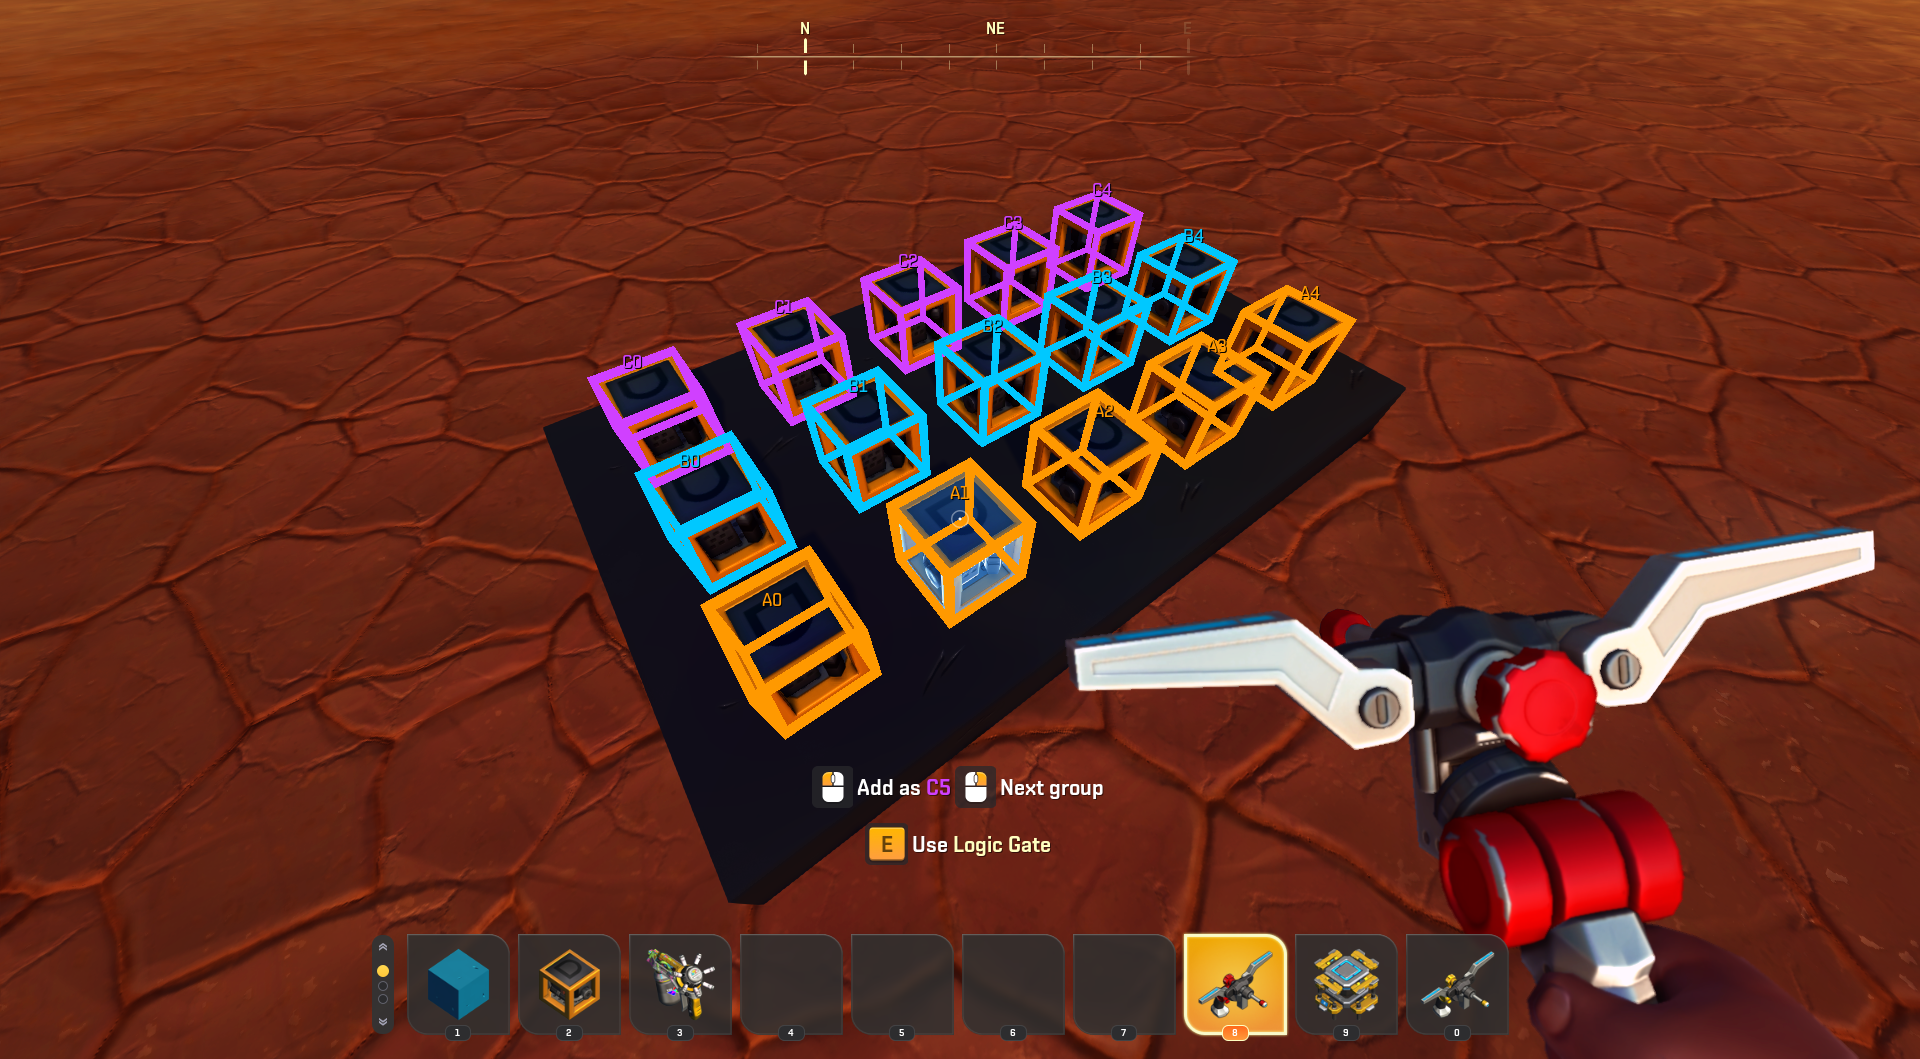 N NE E
C4
C3 B4
C2 B3 A4
C1 B2 A3
C0 B1 A2
B0 A1
A0
Add as C5 Next group
E Use Logic Gate
1 2 3 4 5 6 7 8 9 0